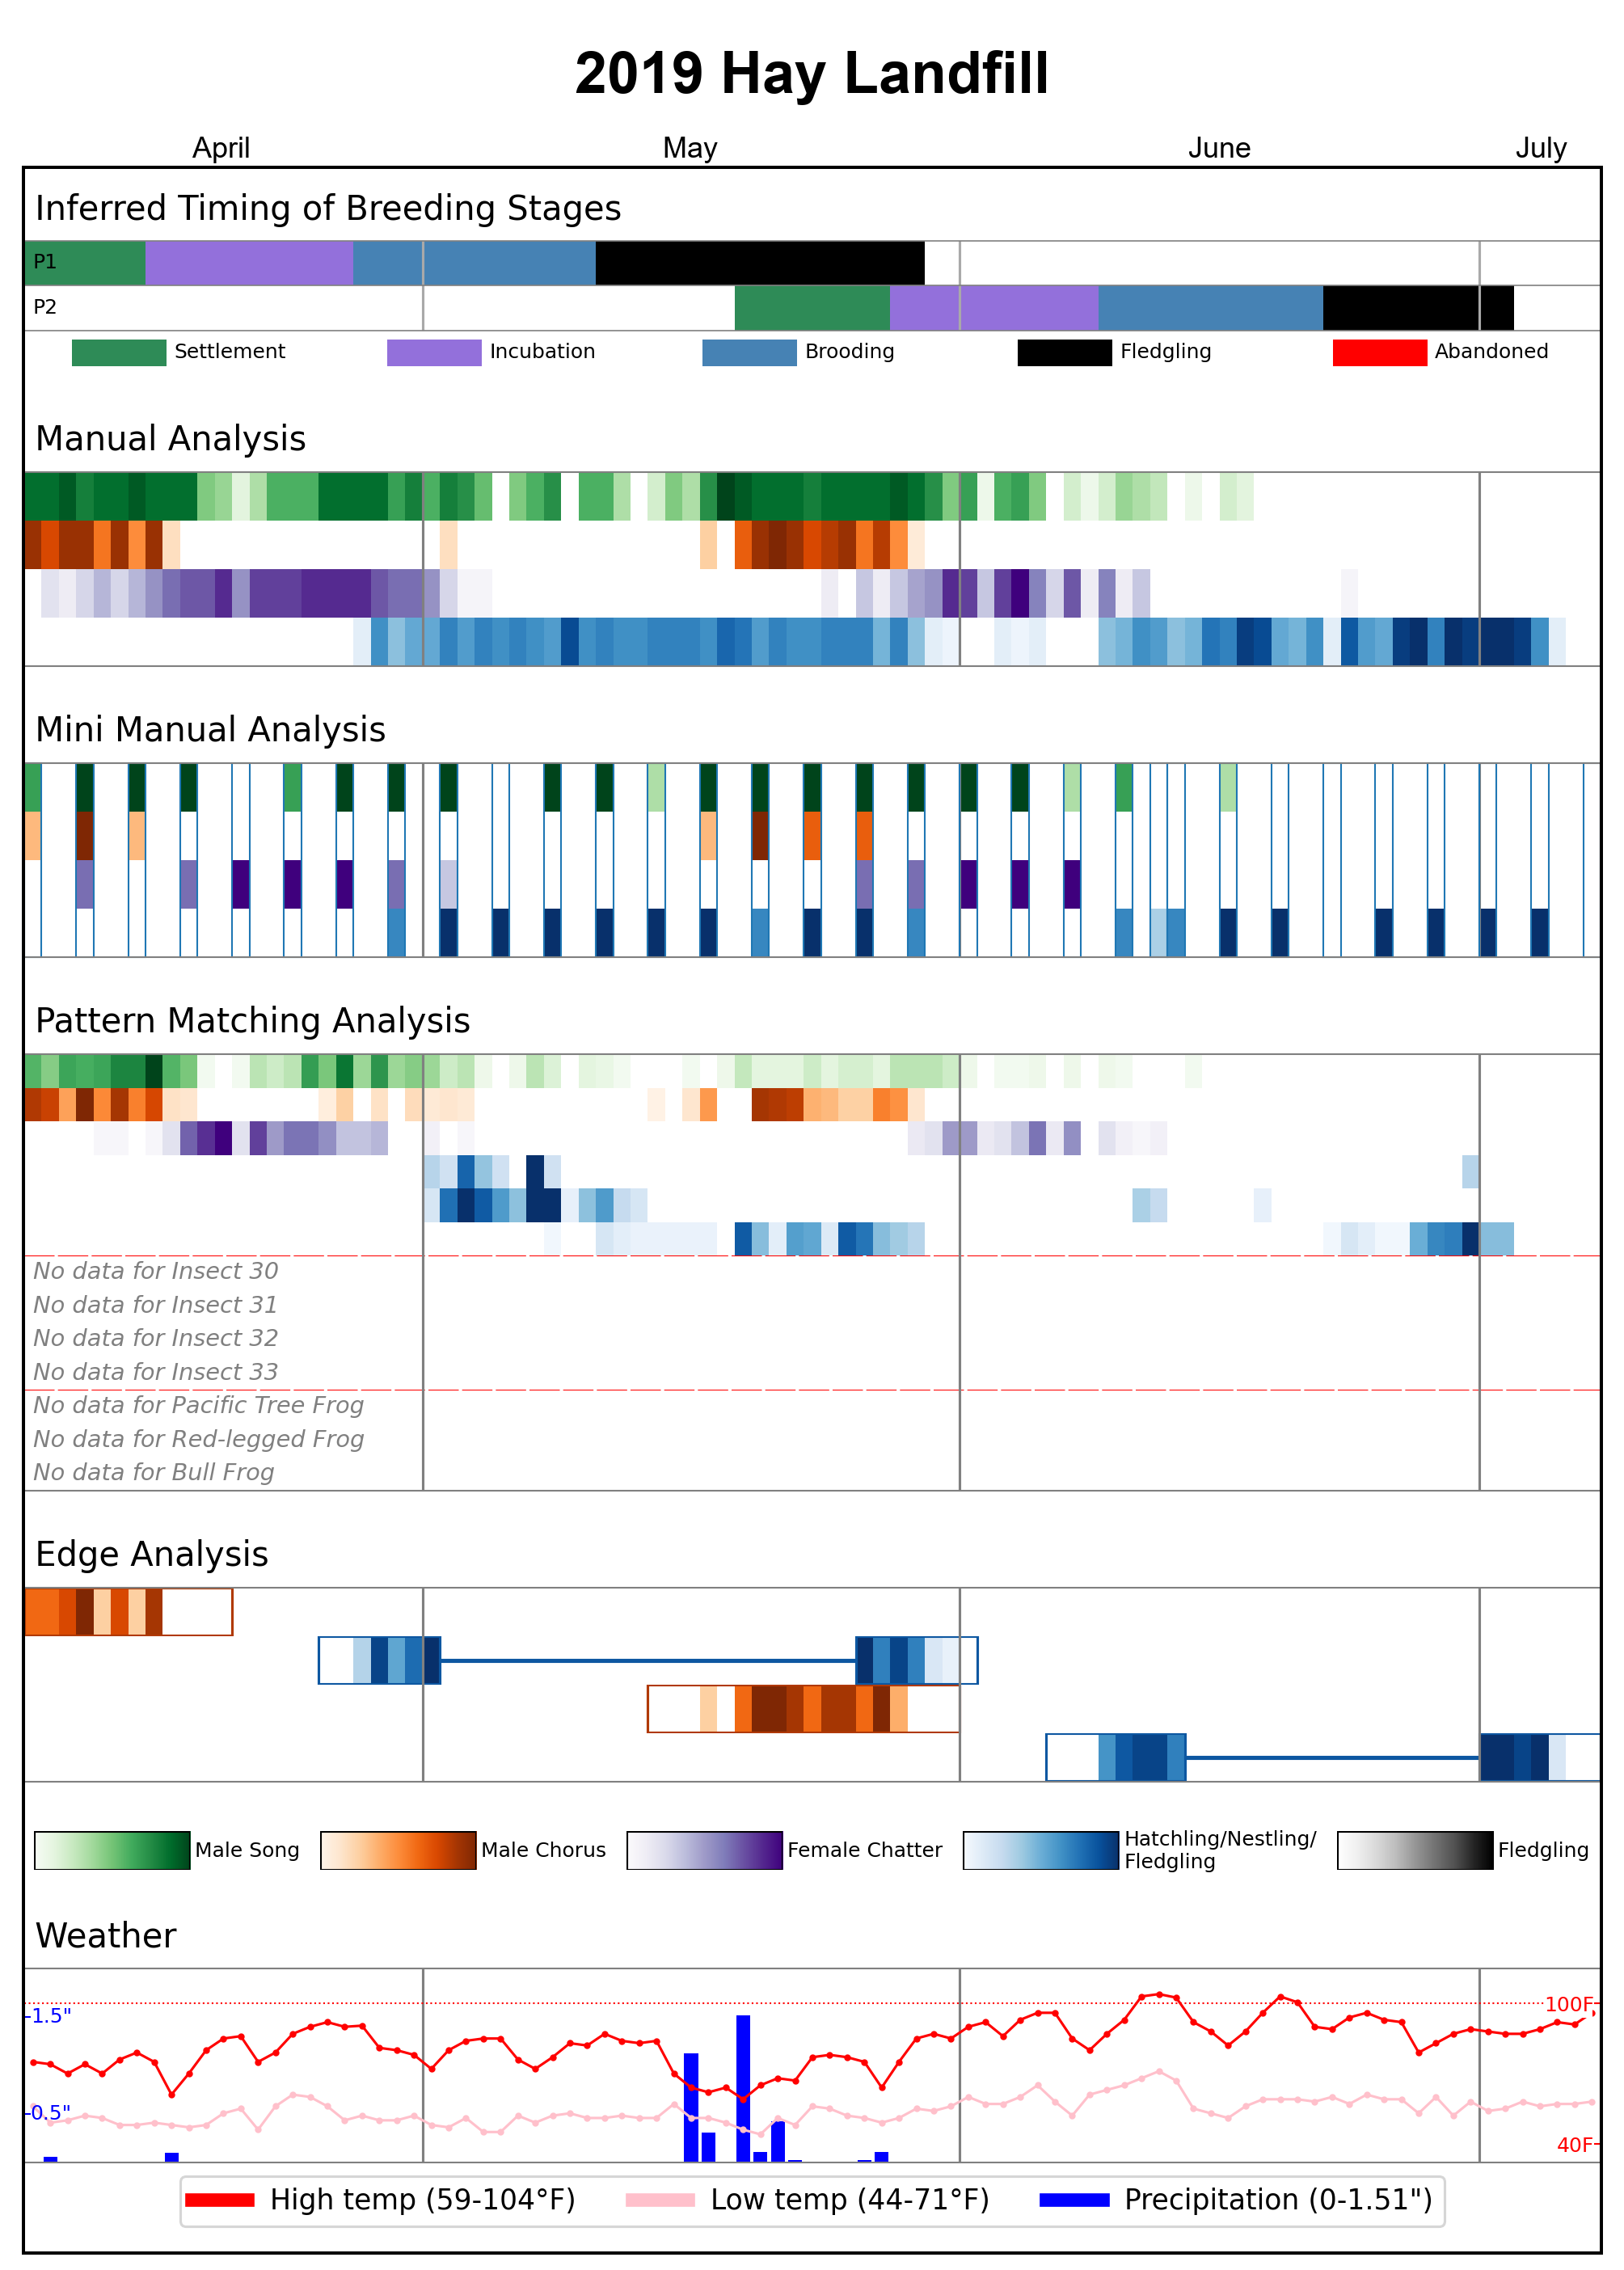 2019 Hay Landfill
April May June July
Inferred Timing of Breeding Stages
P1
P2
Settlement Incubation Brooding Fledgling Abandoned
Manual Analysis
Mini Manual Analysis
Pattern Matching Analysis
No data for Insect 30
No data for Insect 31
No data for Insect 32
No data for Insect 33
No data for Pacific Tree Frog
No data for Red-legged Frog
No data for Bull Frog
Edge Analysis
Male Song Male Chorus Female Chatter Hatchling/Nestling/ Fledgling
Fledgling
Weather
1.5" 100F
0.5"
40F
High temp (59-104°F) Low temp (44-71°F) Precipitation (0-1.51")